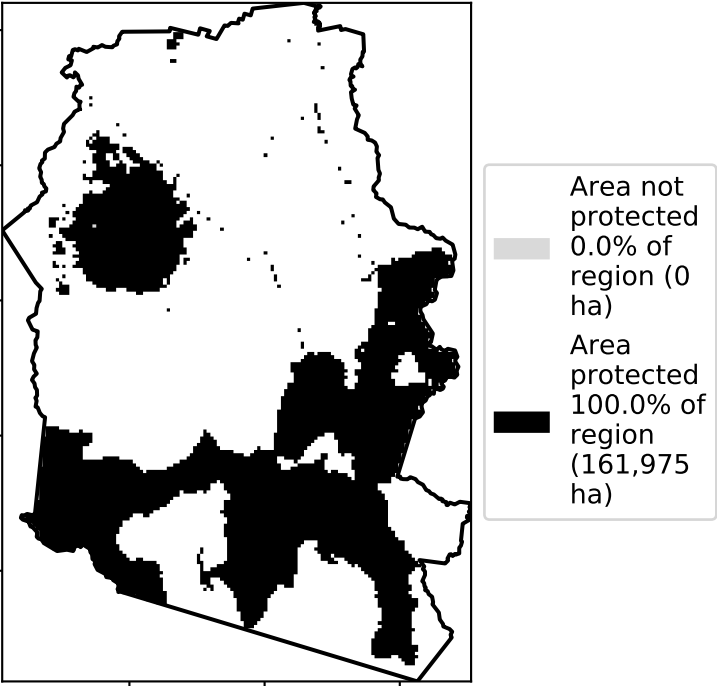 Area not
protected
0.0% of
region (0
ha)
Area
protected
100.0% of
region
(161,975
ha)